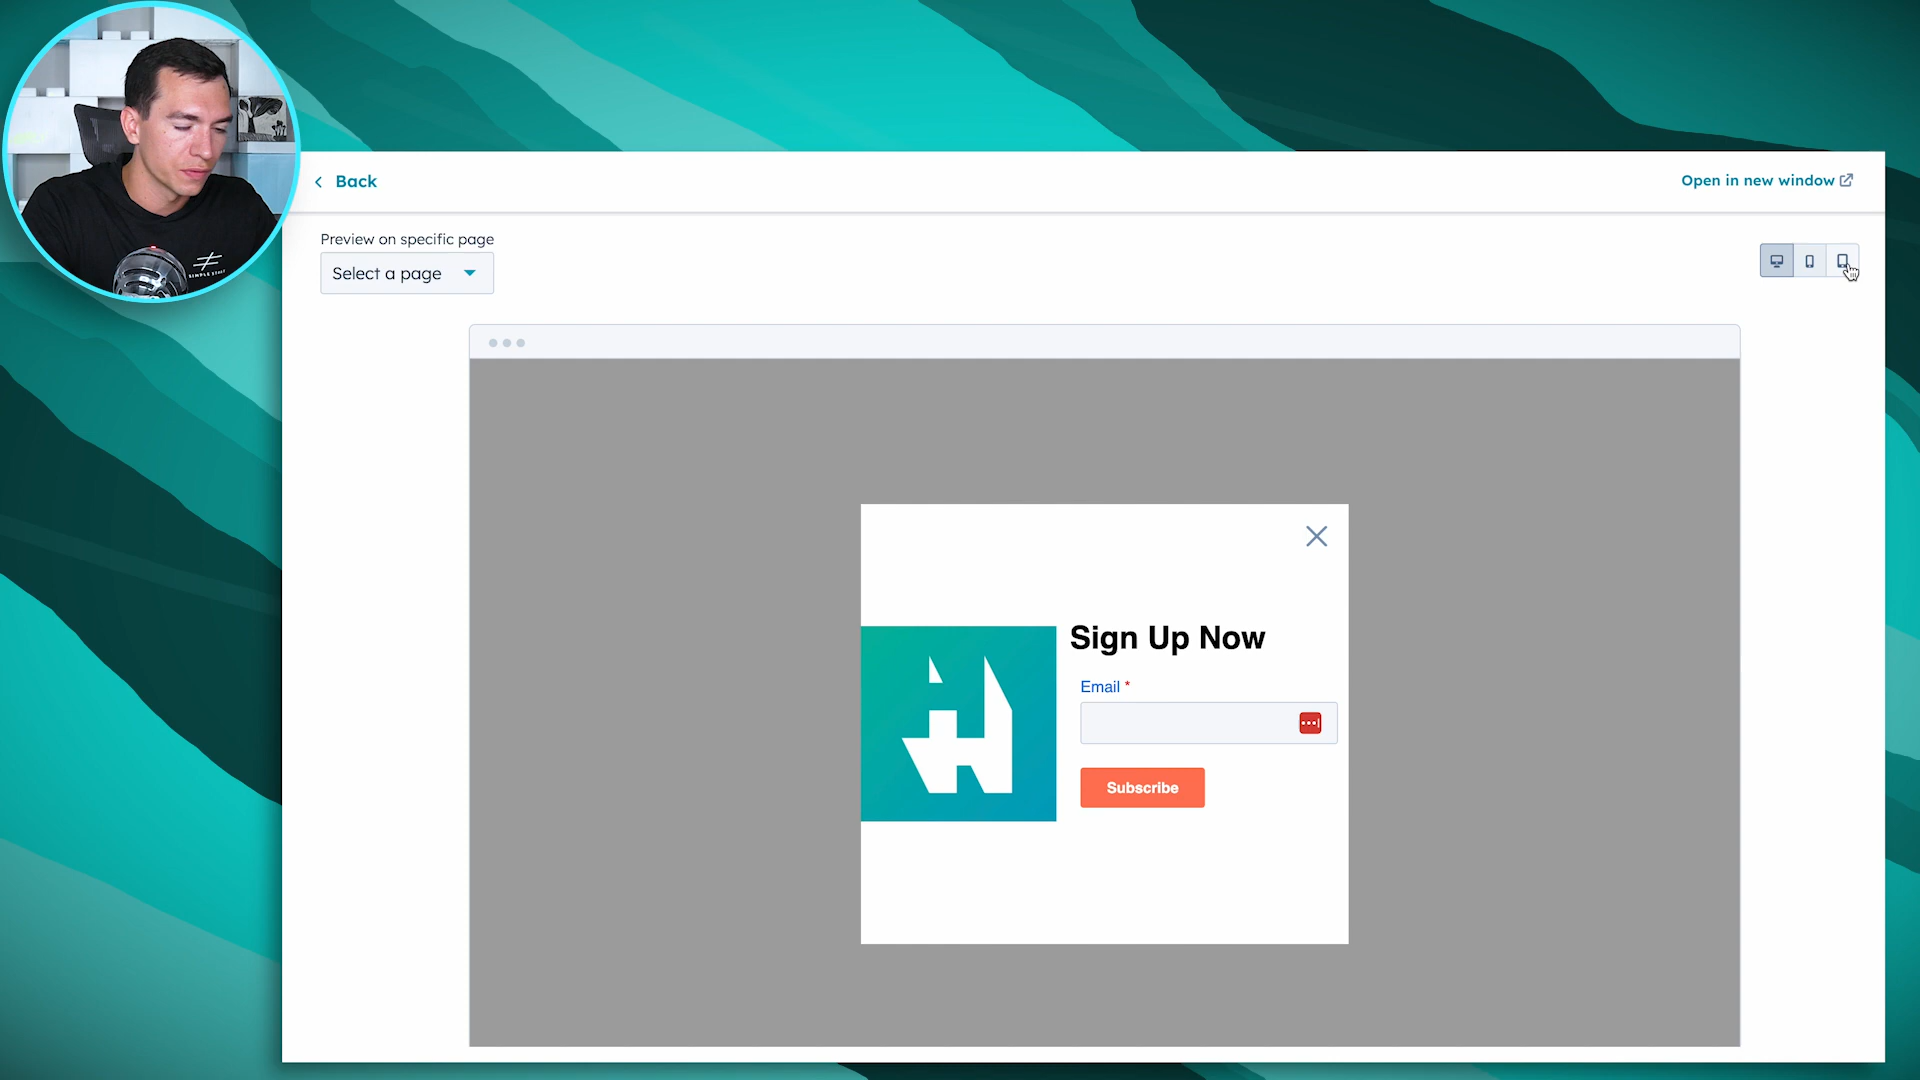 Back
Open in new window
Preview on specific page
Select a page
Sign Up Now
Email *
Subscribe